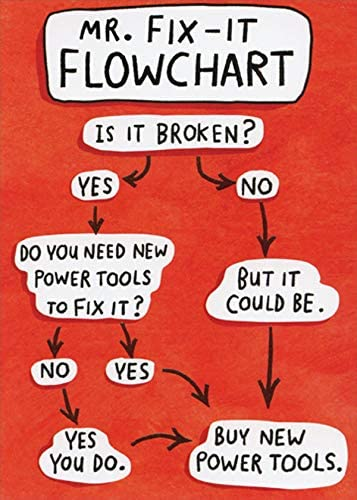 MR. FIX-IT
FLOWCHART
IS IT BROKEN?
YES
NO
DO YOU NEED NEW
POWER TOOLS
TO FIX IT?
BUT IT
COULD BE.
NO
YES
YES
YOU DO.
BUY NEW
POWER TOOLS.